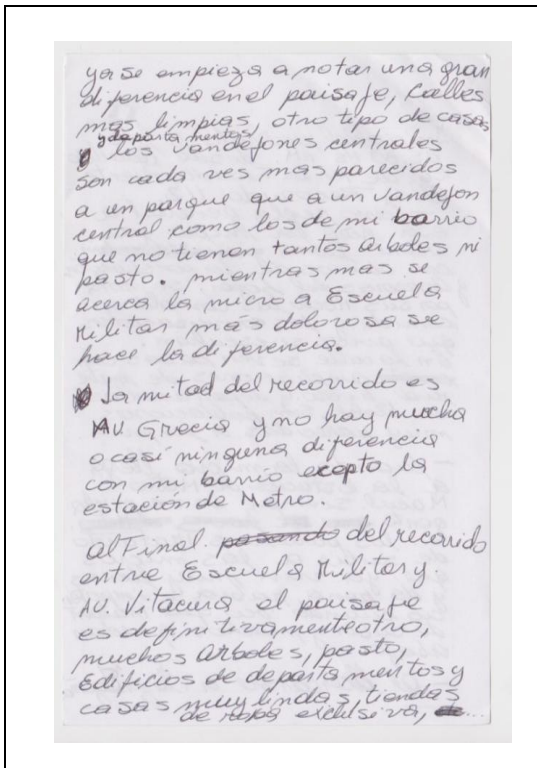 ya se empieza a notar una gran
diferencia en el paisaje, calles
mas limpias, otro tipo de casas
y departamentos,
los vandejones centrales
son cada ves mas parecidos
a un parque que a un vandejon
central como los de mi barrio
que no tienen tantos arboles ni
pasto. mientras mas se
acerca la micro a Escuela
Militar más dolorosa se
hace la diferencia.
La mitad del recorrido es
AV. Grecia y no hay mucha
o casi ninguna diferencia
con mi barrio exepto la
estación de Metro.
al Final. pasando del recorrido
entre Escuela Militar y.
AV. Vitacura el paisaje
es definitivamente otro,
muchos arboles, pasto,
Edificios de departamentos y
casas muy lindas, tiendas
de ropa exclusiva, ...